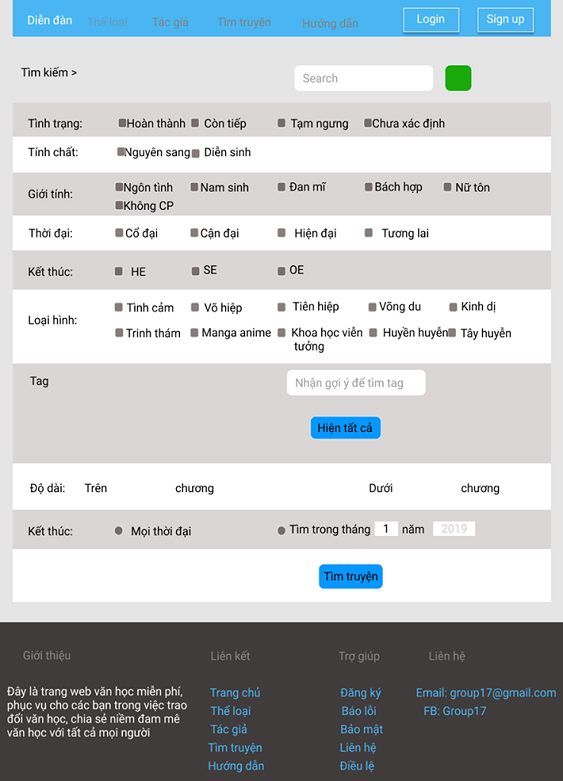 Diễn đàn Thể loại Tác giả Tìm truyện Hướng dẫn Login Sign up
Tìm kiếm > Search
Tình trạng: Hoàn thành Còn tiếp Tạm ngưng Chưa xác định
Tính chất: Nguyên sang Diễn sinh
Giới tính: Ngôn tình Nam sinh Đan mĩ Bách hợp Nữ tôn
Không CP
Thời đại: Cổ đại Cận đại Hiện đại Tương lai
Kết thúc: HE SE OE
Loại hình: Tình cảm Võ hiệp Tiên hiệp Võng du Kinh dị
Trinh thám Manga anime Khoa học viễn Huyền huyễn Tây huyễn
tưởng
Tag Nhận gợi ý để tìm tag
Hiện tất cả
Độ dài: Trên chương Dưới chương
Kết thúc: Mọi thời đại Tìm trong tháng 1 năm 2019
Tìm truyện
Giới thiệu Liên kết Trợ giúp Liên hệ
Đây là trang web văn học miễn phí,
phục vụ cho các bạn trong việc trao
đổi văn học, chia sẻ niềm đam mê
văn học với tất cả mọi người
Trang chủ
Thể loại
Tác giả
Tìm truyện
Hướng dẫn
Đăng ký
Báo lỗi
Bảo mật
Liên hệ
Điều lệ
Email: group17@gmail.com
FB: Group17